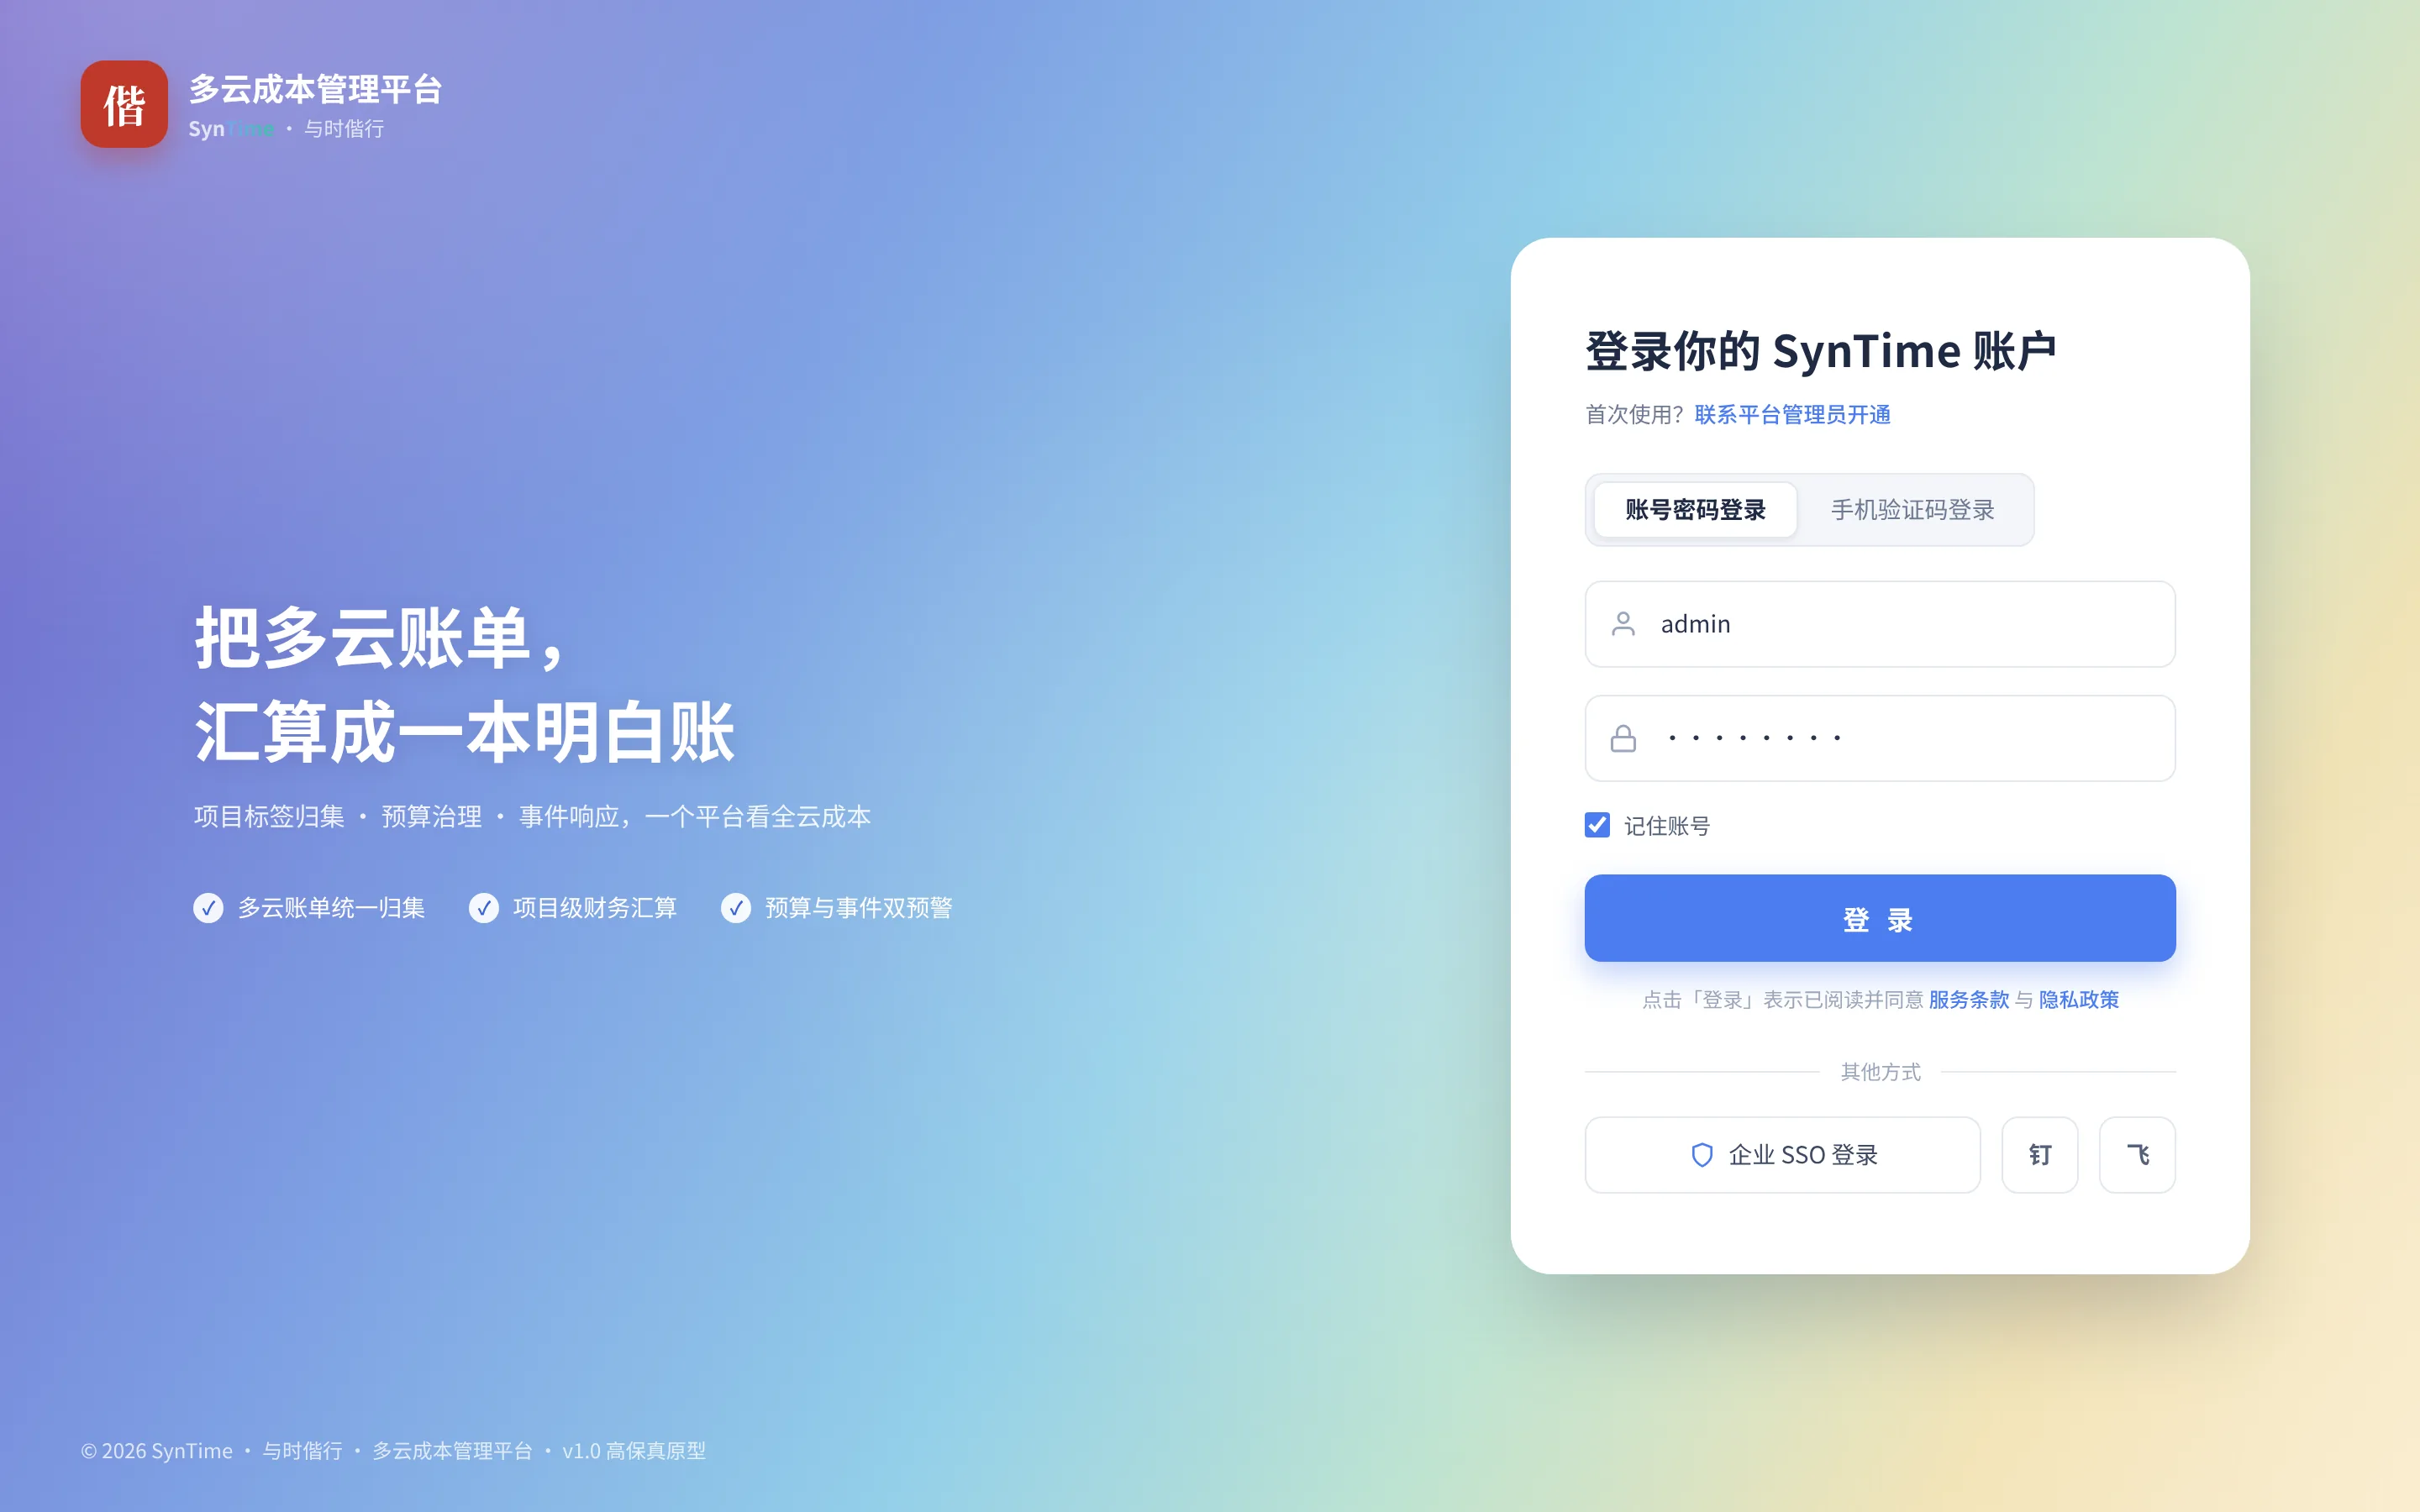 偕
多云成本管理平台
SynTime · 与时偕行
把多云账单，
汇算成一本明白账
项目标签归集 · 预算治理 · 事件响应，一个平台看全云成本
✓ 多云账单统一归集 ✓ 项目级财务汇算 ✓ 预算与事件双预警
© 2026 SynTime · 与时偕行 · 多云成本管理平台 · v1.0 高保真原型
登录你的 SynTime 账户
首次使用？联系平台管理员开通
账号密码登录 手机验证码登录
admin
········
记住账号
登 录
点击「登录」表示已阅读并同意 服务条款 与 隐私政策
其他方式
企业 SSO 登录 钉 飞